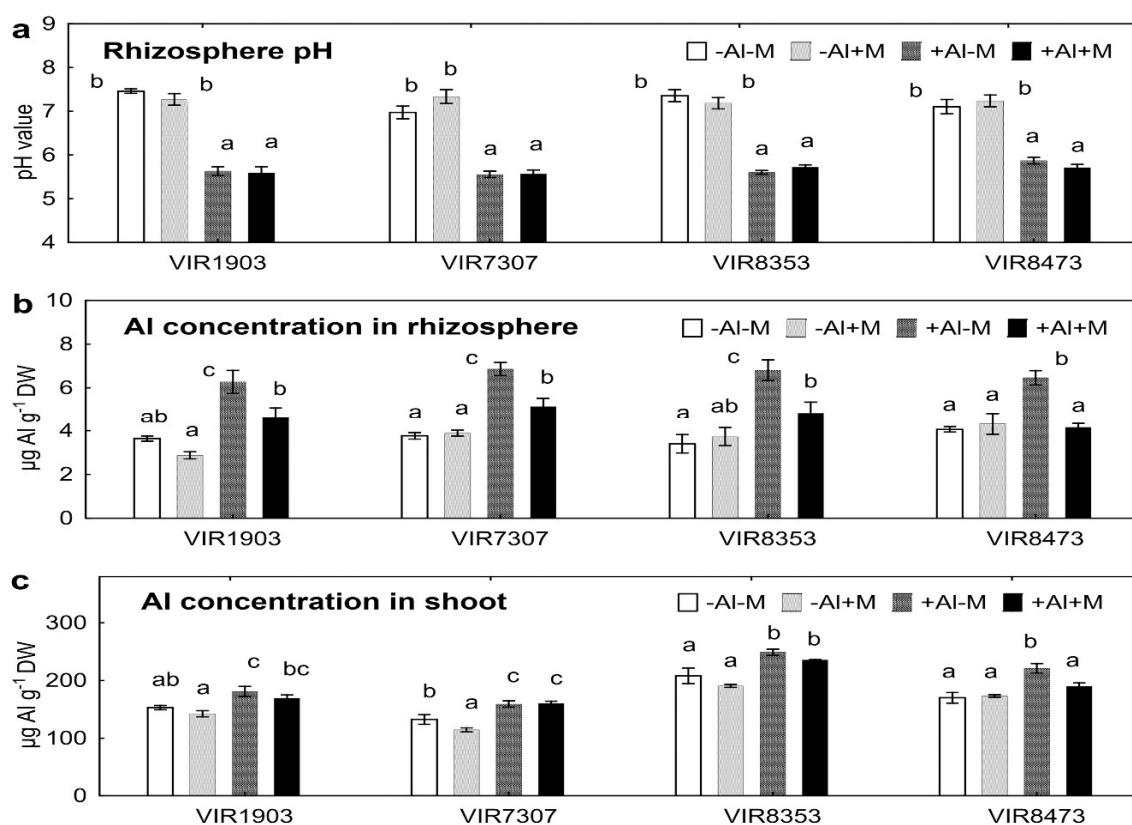 a
Rhizosphere pH
-Al-M -Al+M +Al-M +Al+M
pH value
9
8
7
6
5
4
b b a a b b a a b b a a b b a a
VIR1903 VIR7307 VIR8353 VIR8473
b
Al concentration in rhizosphere
-Al-M -Al+M +Al-M +Al+M
µg Al g-1 DW
10
8
6
4
2
0
ab a c b a a c b a ab c b a a b a
VIR1903 VIR7307 VIR8353 VIR8473
c
Al concentration in shoot
-Al-M -Al+M +Al-M +Al+M
µg Al g-1 DW
300
200
100
0
ab a c bc b a c c a a b b a a b a
VIR1903 VIR7307 VIR8353 VIR8473